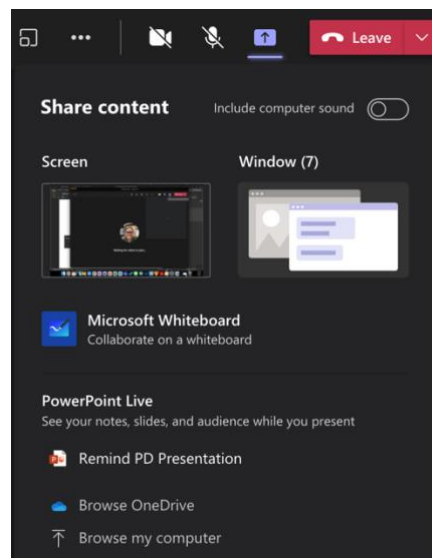 Leave
Share content
Include computer sound
Screen
Window (7)
Microsoft Whiteboard
Collaborate on a whiteboard
PowerPoint Live
See your notes, slides, and audience while you present
Remind PD Presentation
Browse OneDrive
Browse my computer